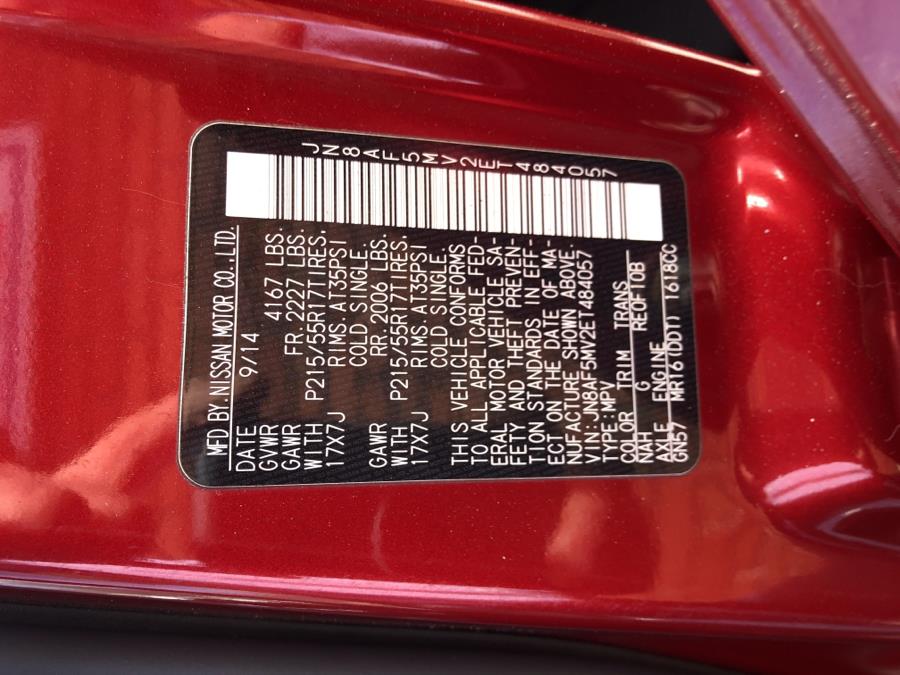 MFD.BY.NISSAN MOTOR CO.,LTD.
DATE 9/14
GVWR 4167 LBS.
GAWR FR.2227 LBS.
WITH P215/55R17TIRES,
17X7J RIMS.AT35PSI
COLD SINGLE.
GAWR RR.2006 LBS.
WITH P215/55R17TIRES,
17X7J RIMS.AT35PSI
COLD SINGLE.
THIS VEHICLE CONFORMS
TO ALL APPLICABLE FED-
ERAL MOTOR VEHICLE SA-
FETY AND THEFT PREVEN-
TION STANDARDS IN EFF-
ECT ON THE DATE OF MA-
NUFACTURE SHOWN ABOVE.
VIN:JN8AF5MV2ET484057
TYPE:MPV
COLOR TRIM TRANS
NAH G RE0F10B
AXLE ENGINE
GN57 MR16(DDT) 1618CC
JN8AF5MV2ET484057